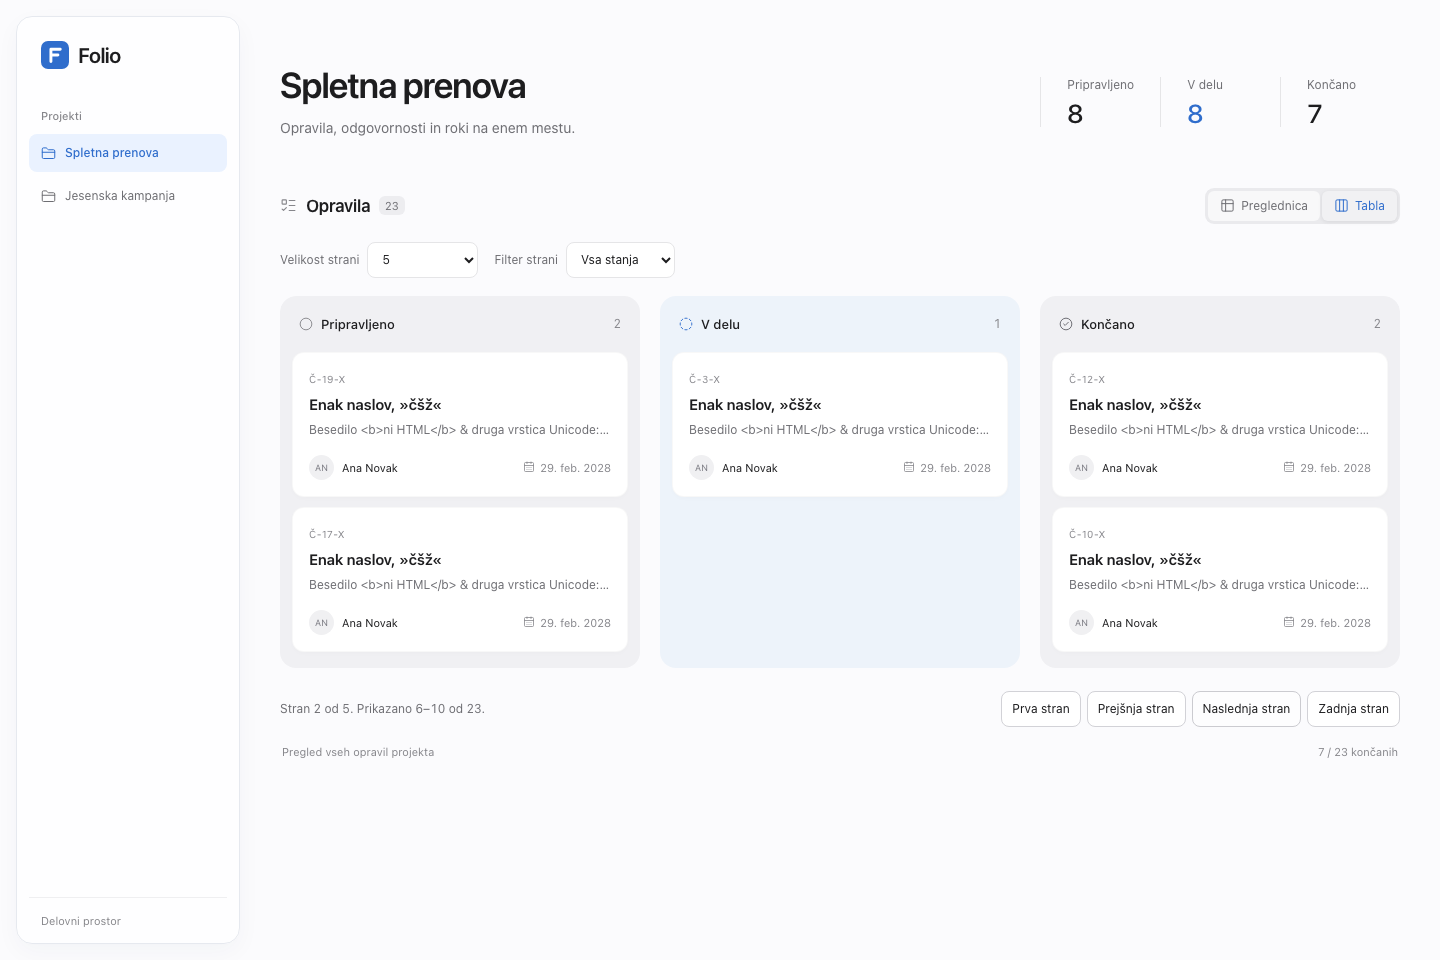 Folio
Projekti
Spletna prenova
Jesenska kampanja
Delovni prostor
Spletna prenova
Opravila, odgovornosti in roki na enem mestu.
Pripravljeno
8
V delu
8
Končano
7
Opravila 23
Preglednica
Tabla
Velikost strani 5
Filter strani Vsa stanja
Pripravljeno 2
Č-19-X
Enak naslov, »čšž«
Besedilo <b>ni HTML</b> & druga vrstica Unicode:...
AN Ana Novak 29. feb. 2028
Č-17-X
Enak naslov, »čšž«
Besedilo <b>ni HTML</b> & druga vrstica Unicode:...
AN Ana Novak 29. feb. 2028
V delu 1
Č-3-X
Enak naslov, »čšž«
Besedilo <b>ni HTML</b> & druga vrstica Unicode:...
AN Ana Novak 29. feb. 2028
Končano 2
Č-12-X
Enak naslov, »čšž«
Besedilo <b>ni HTML</b> & druga vrstica Unicode:...
AN Ana Novak 29. feb. 2028
Č-10-X
Enak naslov, »čšž«
Besedilo <b>ni HTML</b> & druga vrstica Unicode:...
AN Ana Novak 29. feb. 2028
Stran 2 od 5. Prikazano 6–10 od 23.
Prva stran
Prejšnja stran
Naslednja stran
Zadnja stran
Pregled vseh opravil projekta
7 / 23 končanih